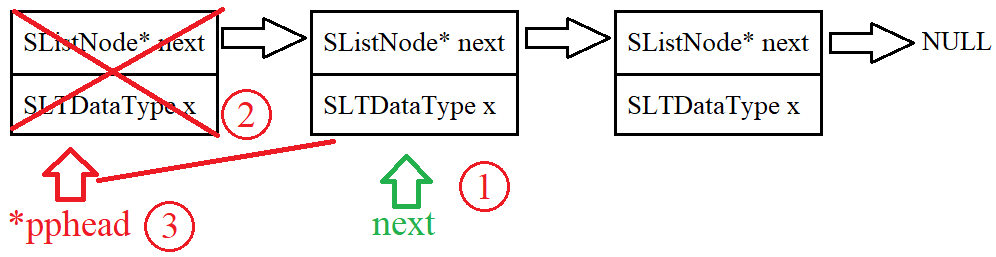 SListNode* next
SListNode* next
SListNode* next
NULL
SLTDataType x
SLTDataType x
SLTDataType x
2
1
*pphead
3
next